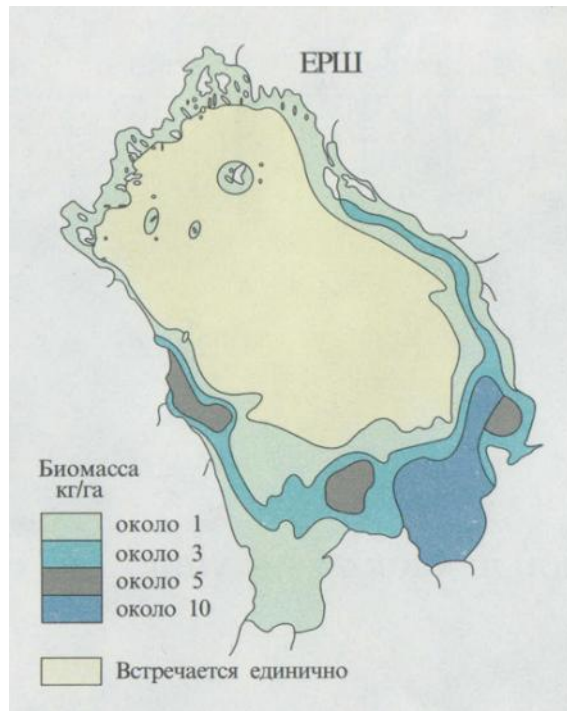 ЕРШ
Биомасса
кг/га
около 1
около 3
около 5
около 10
Встречается единично